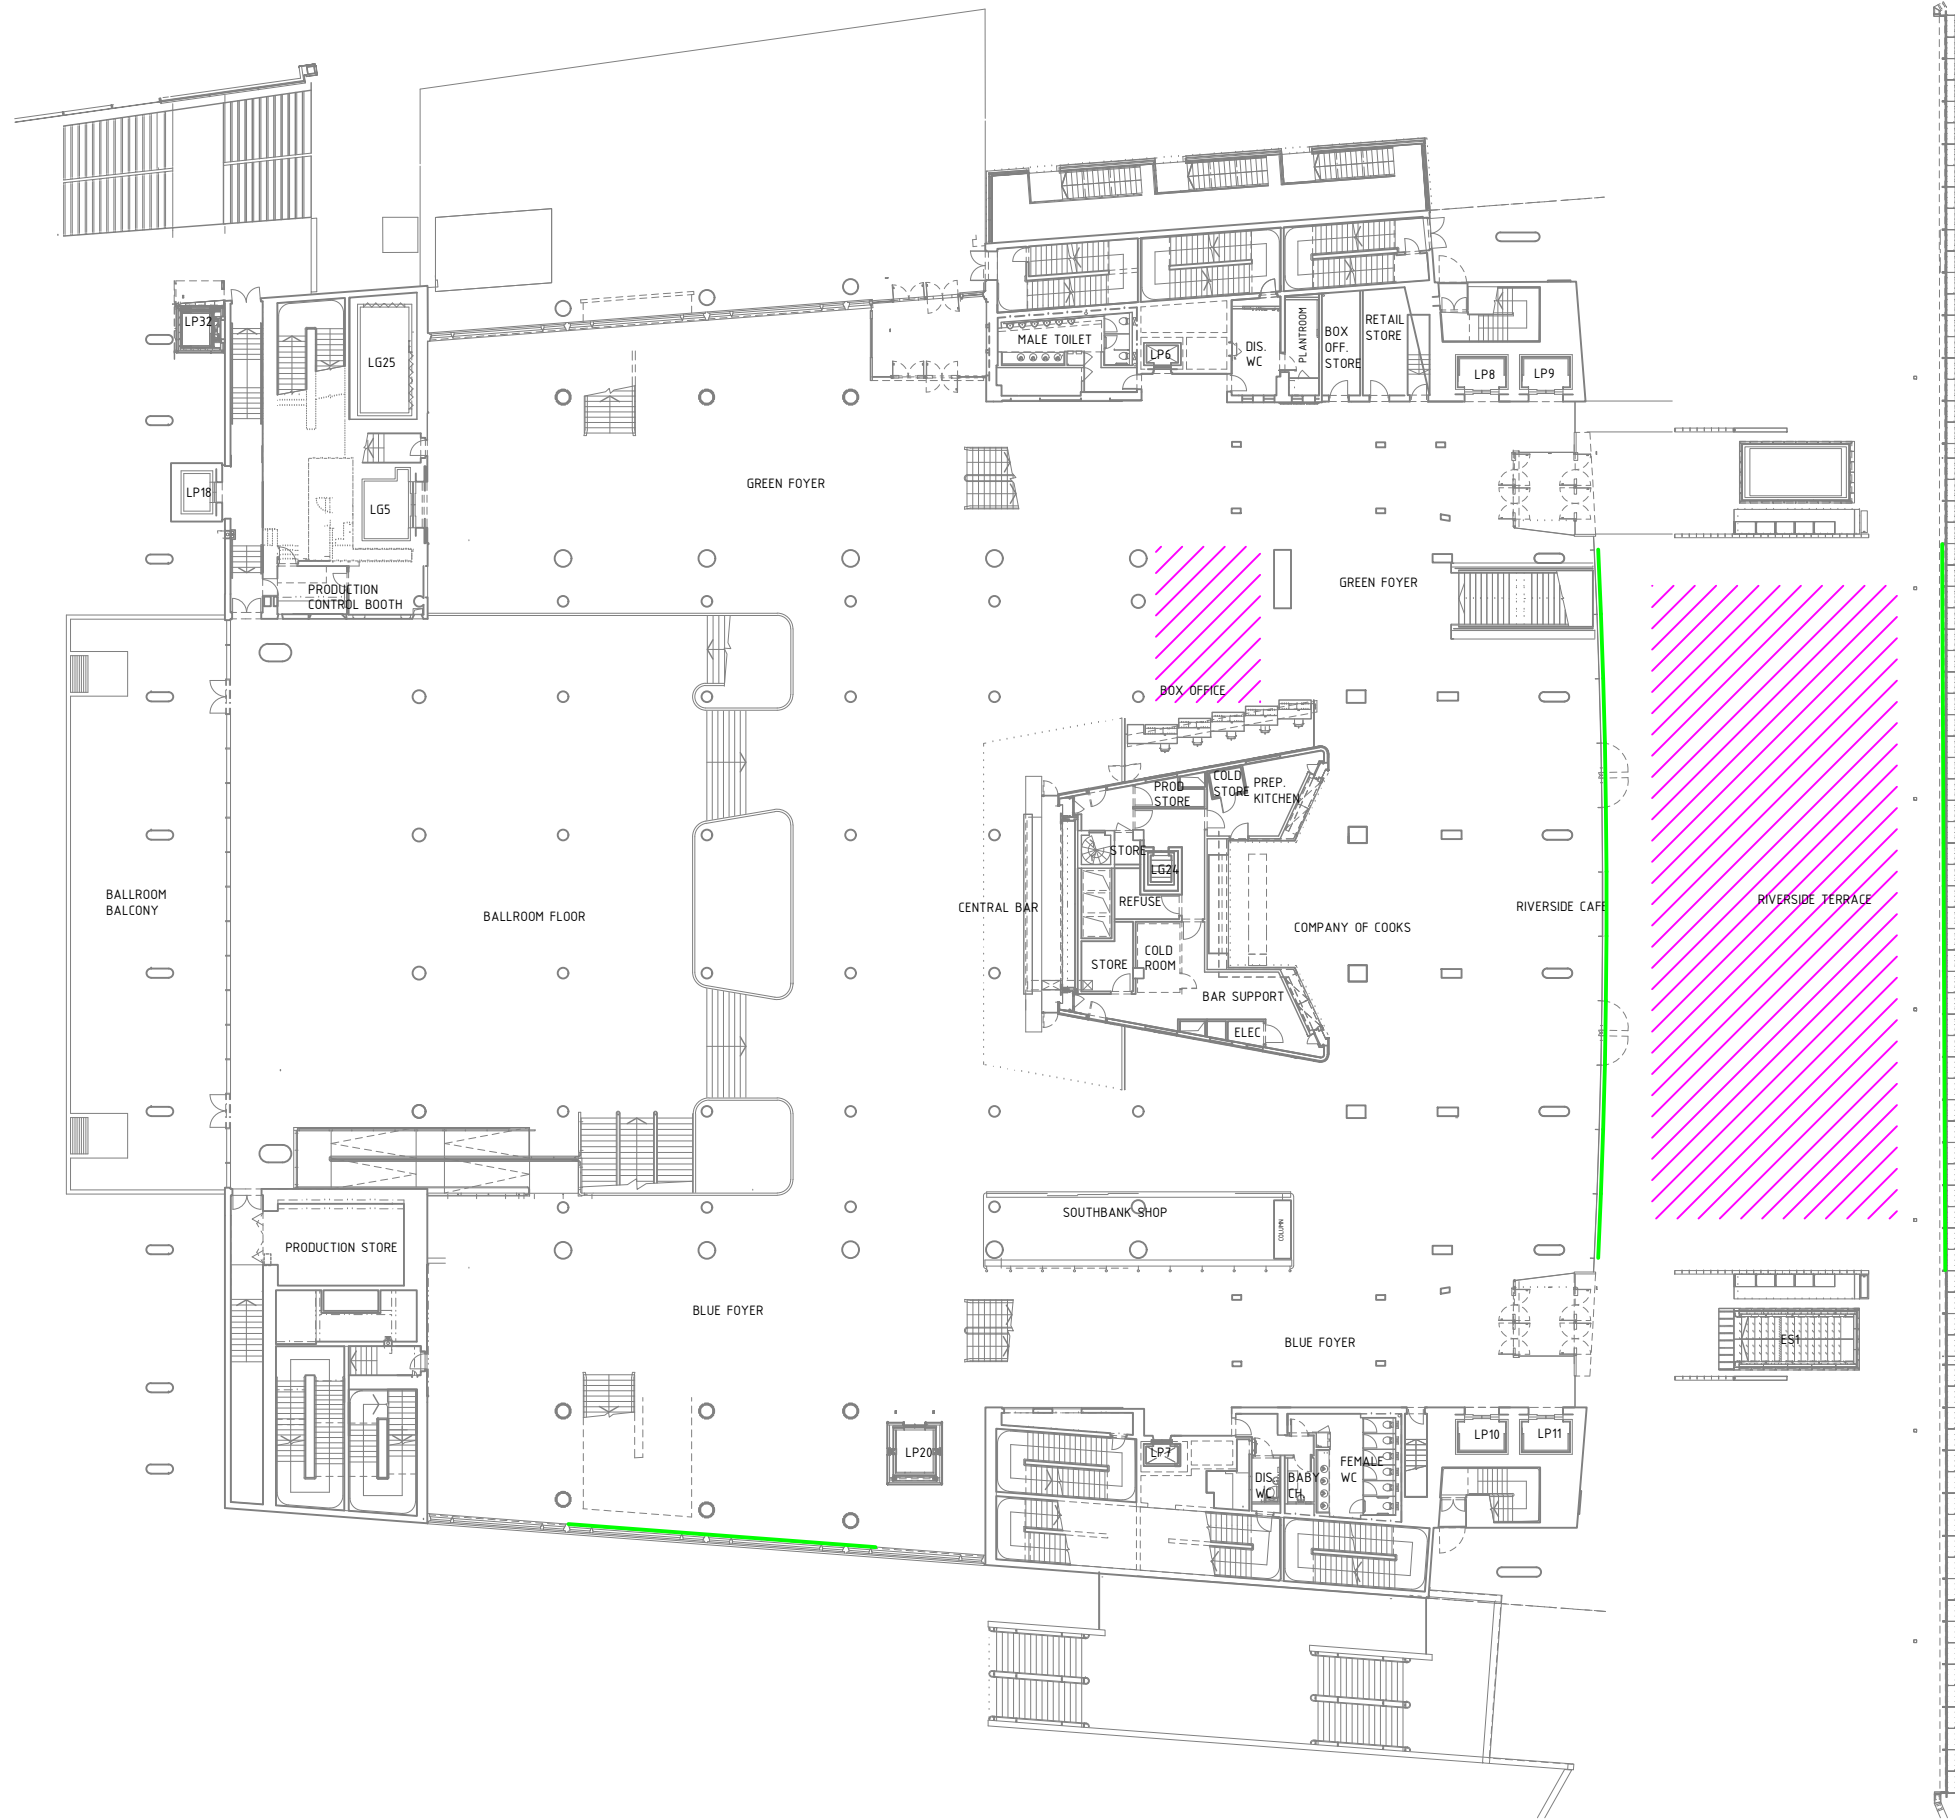 LP32
LG25
MALE TOILET
LP6
DIS.
WC
PLANTROOM
BOX
OFF.
STORE
RETAIL
STORE
LP8
LP9
LP18
LG5
GREEN FOYER
PRODUCTION
CONTROL BOOTH
GREEN FOYER
BOX OFFICE
PROD
STORE
COLD
STORE
PREP.
KITCHEN
STORE
LG24
REFUSE
BALLROOM
BALCONY
BALLROOM FLOOR
CENTRAL BAR
COMPANY OF COOKS
RIVERSIDE CAFE
RIVERSIDE TERRACE
STORE
COLD
ROOM
BAR SUPPORT
ELEC
SOUTHBANK SHOP
COLUMN
PRODUCTION STORE
BLUE FOYER
BLUE FOYER
ES1
LP20
LP7
DIS.
WC
BABY
CH.
FEMALE
WC
LP10
LP11